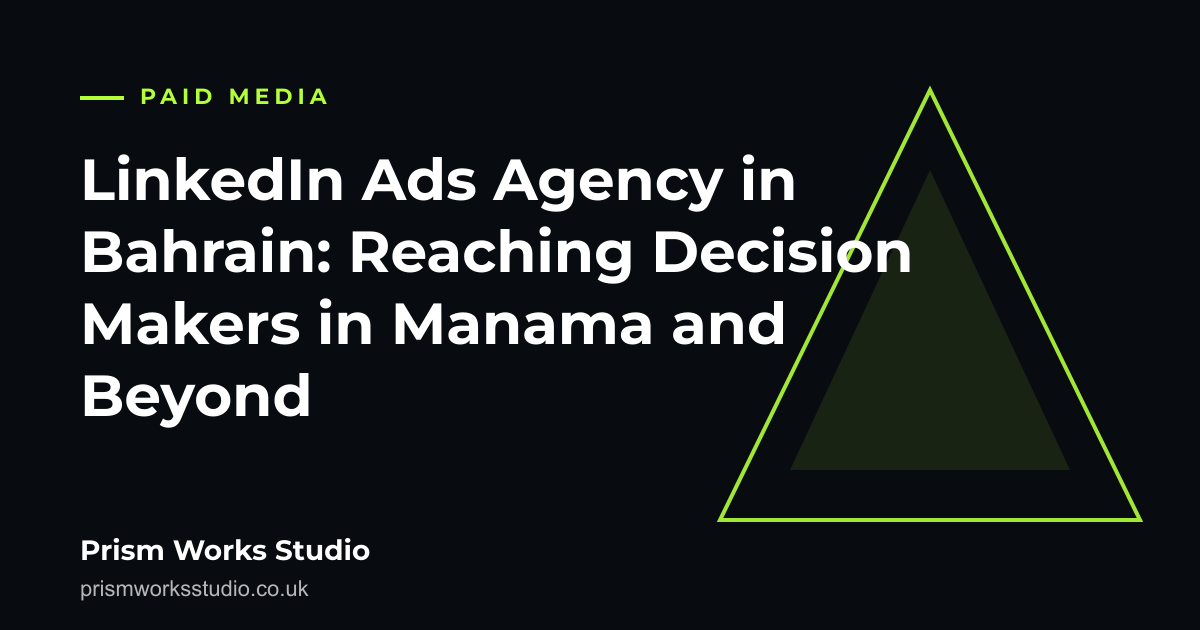 PAID MEDIA
LinkedIn Ads Agency in
Bahrain: Reaching Decision
Makers in Manama and
Beyond
Prism Works Studio
prismworksstudio.co.uk